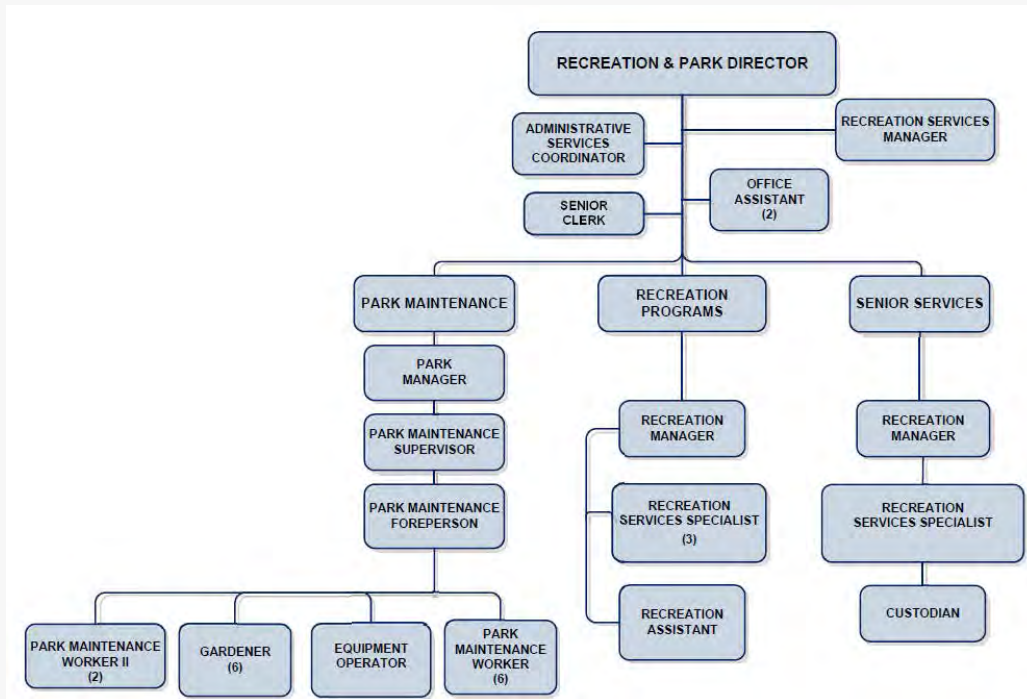 RECREATION & PARK DIRECTOR
ADMINISTRATIVE
SERVICES
COORDINATOR
RECREATION SERVICES
MANAGER
OFFICE
ASSISTANT
(2)
SENIOR
CLERK
PARK MAINTENANCE
RECREATION
PROGRAMS
SENIOR SERVICES
PARK
MANAGER
PARK MAINTENANCE
SUPERVISOR
PARK MAINTENANCE
FOREPERSON
RECREATION
MANAGER
RECREATION
MANAGER
RECREATION
SERVICES SPECIALIST
(3)
RECREATION
SERVICES SPECIALIST
RECREATION
ASSISTANT
CUSTODIAN
PARK MAINTENANCE
WORKER II
(2)
GARDENER
(6)
EQUIPMENT
OPERATOR
PARK
MAINTENANCE
WORKER
(6)